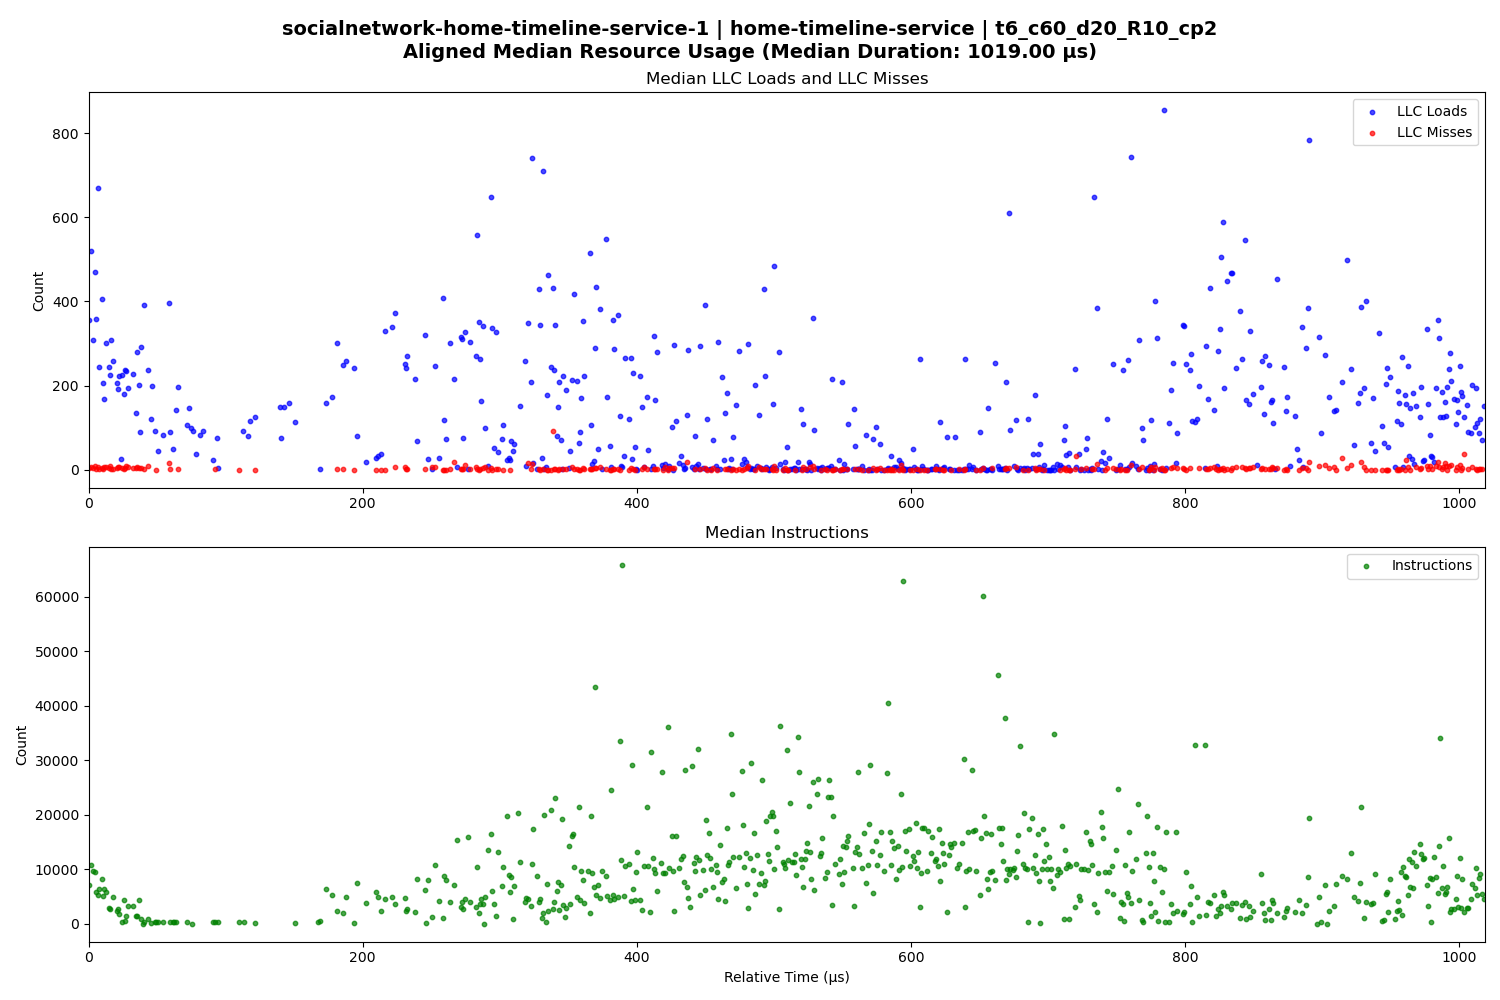 socialnetwork-home-timeline-service-1 | home-timeline-service | t6_c60_d20_R10_cp2
Aligned Median Resource Usage (Median Duration: 1019.00 µs)
Median LLC Loads and LLC Misses
LLC Loads
LLC Misses
Count
800
600
400
200
0
0 200 400 600 800 1000
Median Instructions
Instructions
Count
60000
50000
40000
30000
20000
10000
0
0 200 400 600 800 1000
Relative Time (µs)